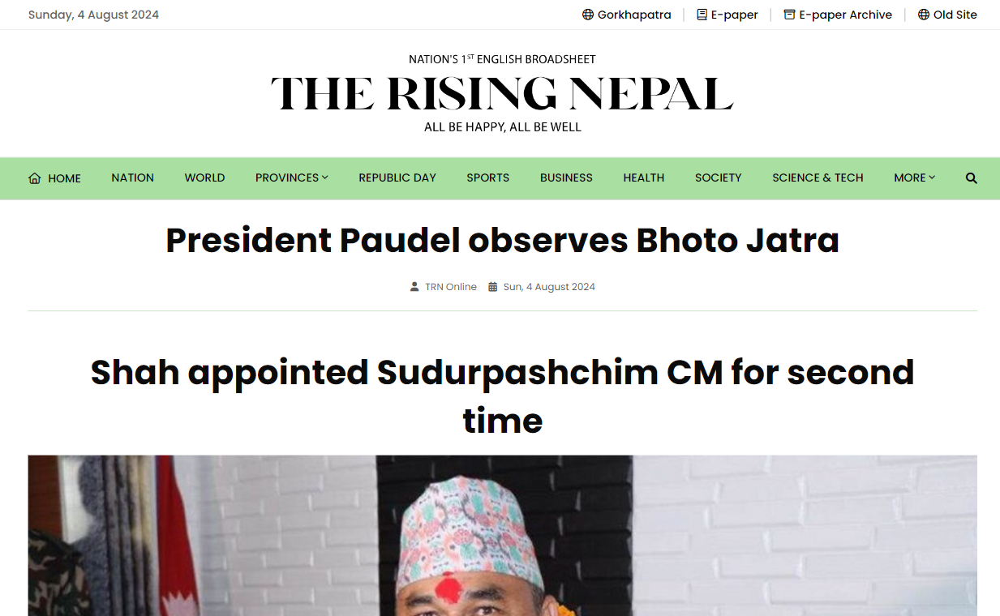 Sunday, 4 August 2024
Gorkhapatra
E-paper
E-paper Archive
Old Site
NATION'S 1ST ENGLISH BROADSHEET
THE RISING NEPAL
ALL BE HAPPY, ALL BE WELL
HOME NATION WORLD PROVINCES REPUBLIC DAY SPORTS BUSINESS HEALTH SOCIETY SCIENCE & TECH MORE
President Paudel observes Bhoto Jatra
TRN Online Sun, 4 August 2024
Shah appointed Sudurpashchim CM for second
time